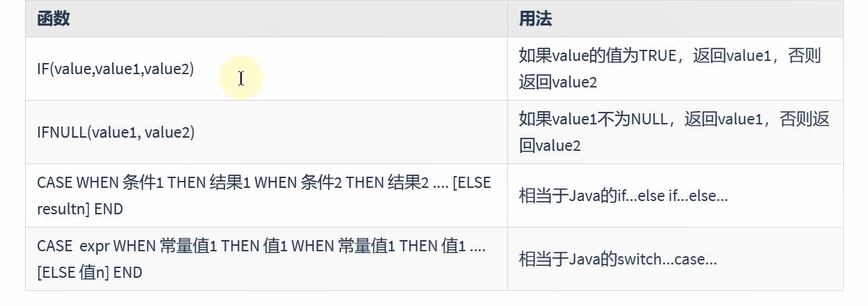 函数
用法
IF(value,value1,value2)
如果value的值为TRUE，返回value1，否则
返回value2
IFNULL(value1, value2)
如果value1不为NULL，返回value1，否则返
回value2
CASE WHEN 条件1 THEN 结果1 WHEN 条件2 THEN 结果2 .... [ELSE
resultn] END
相当于Java的if...else if...else...
CASE  expr WHEN 常量值1 THEN 值1 WHEN 常量值1 THEN 值1 ....
[ELSE 值n] END
相当于Java的switch...case...